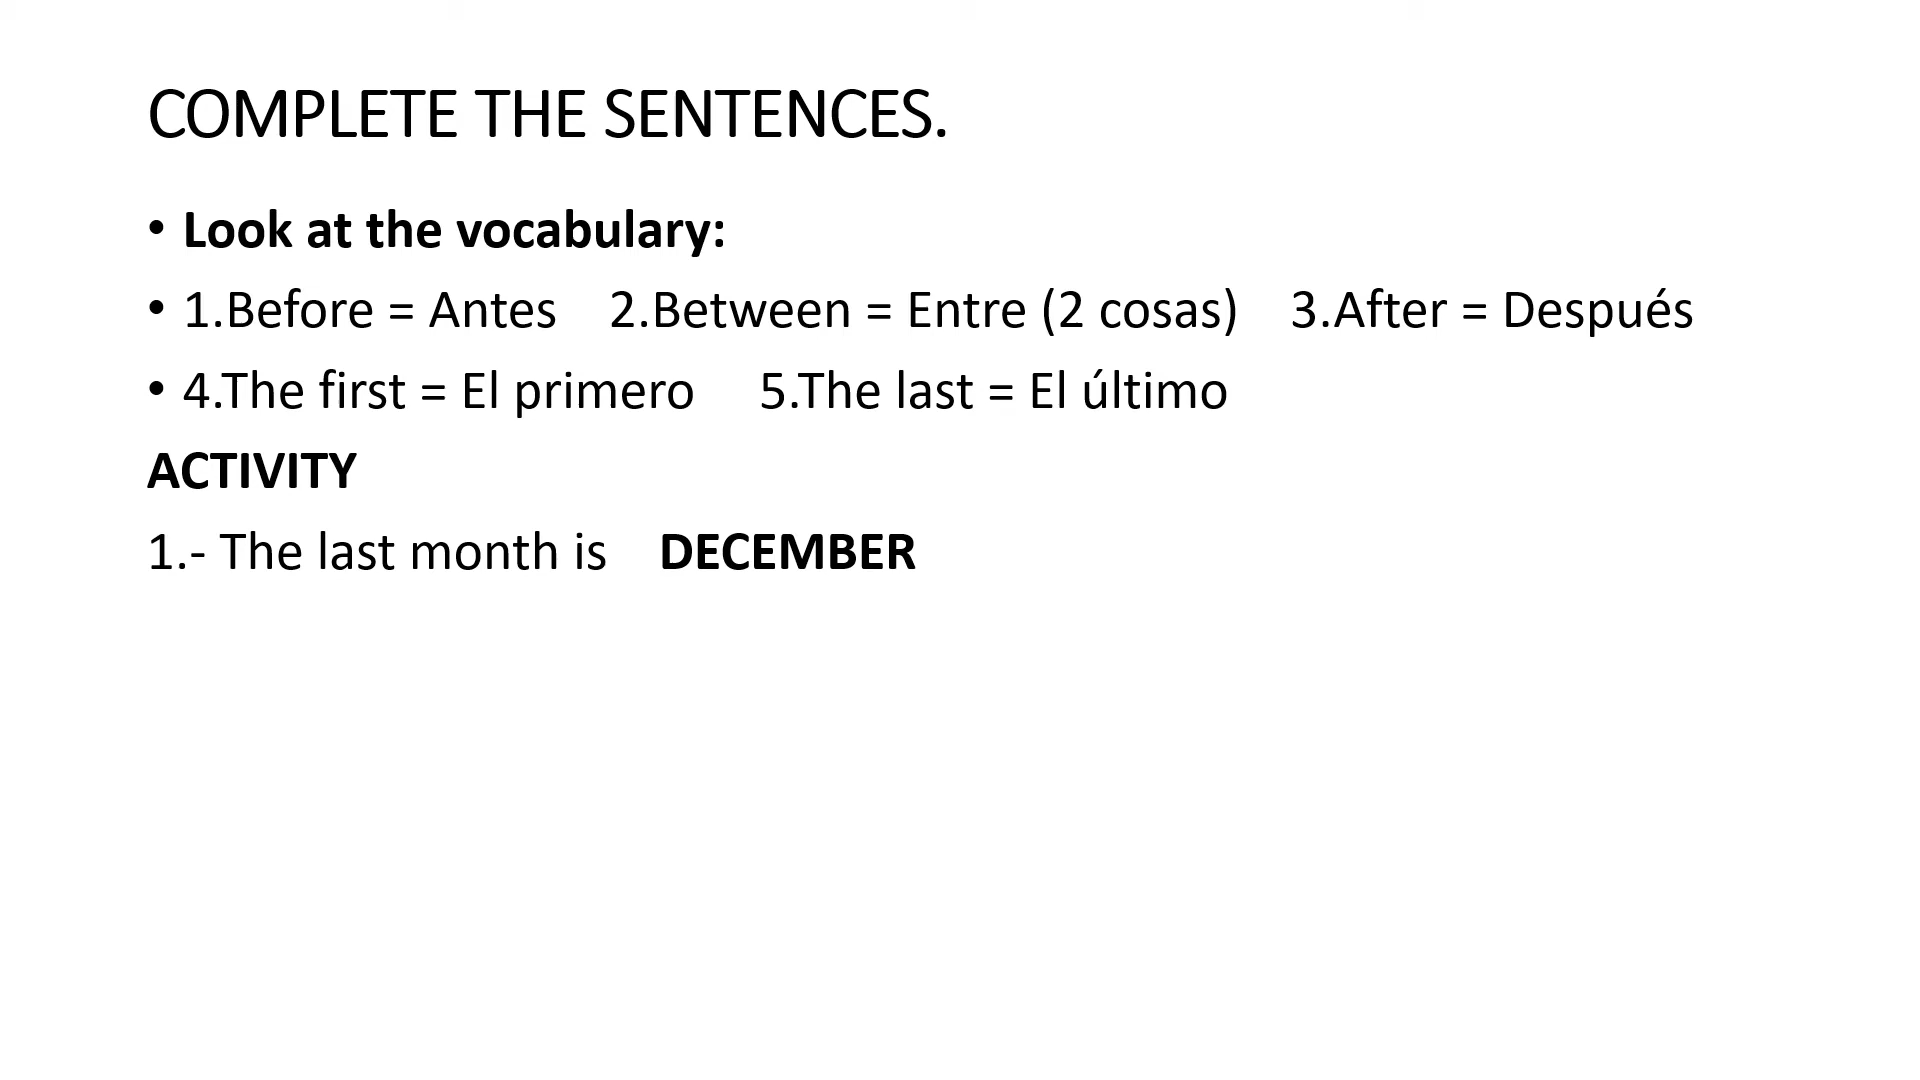 COMPLETE THE SENTENCES.
• Look at the vocabulary:
• 1.Before = Antes 2.Between = Entre (2 cosas) 3.After = Después
• 4.The first = El primero 5.The last = El último
ACTIVITY
1.- The last month is DECEMBER